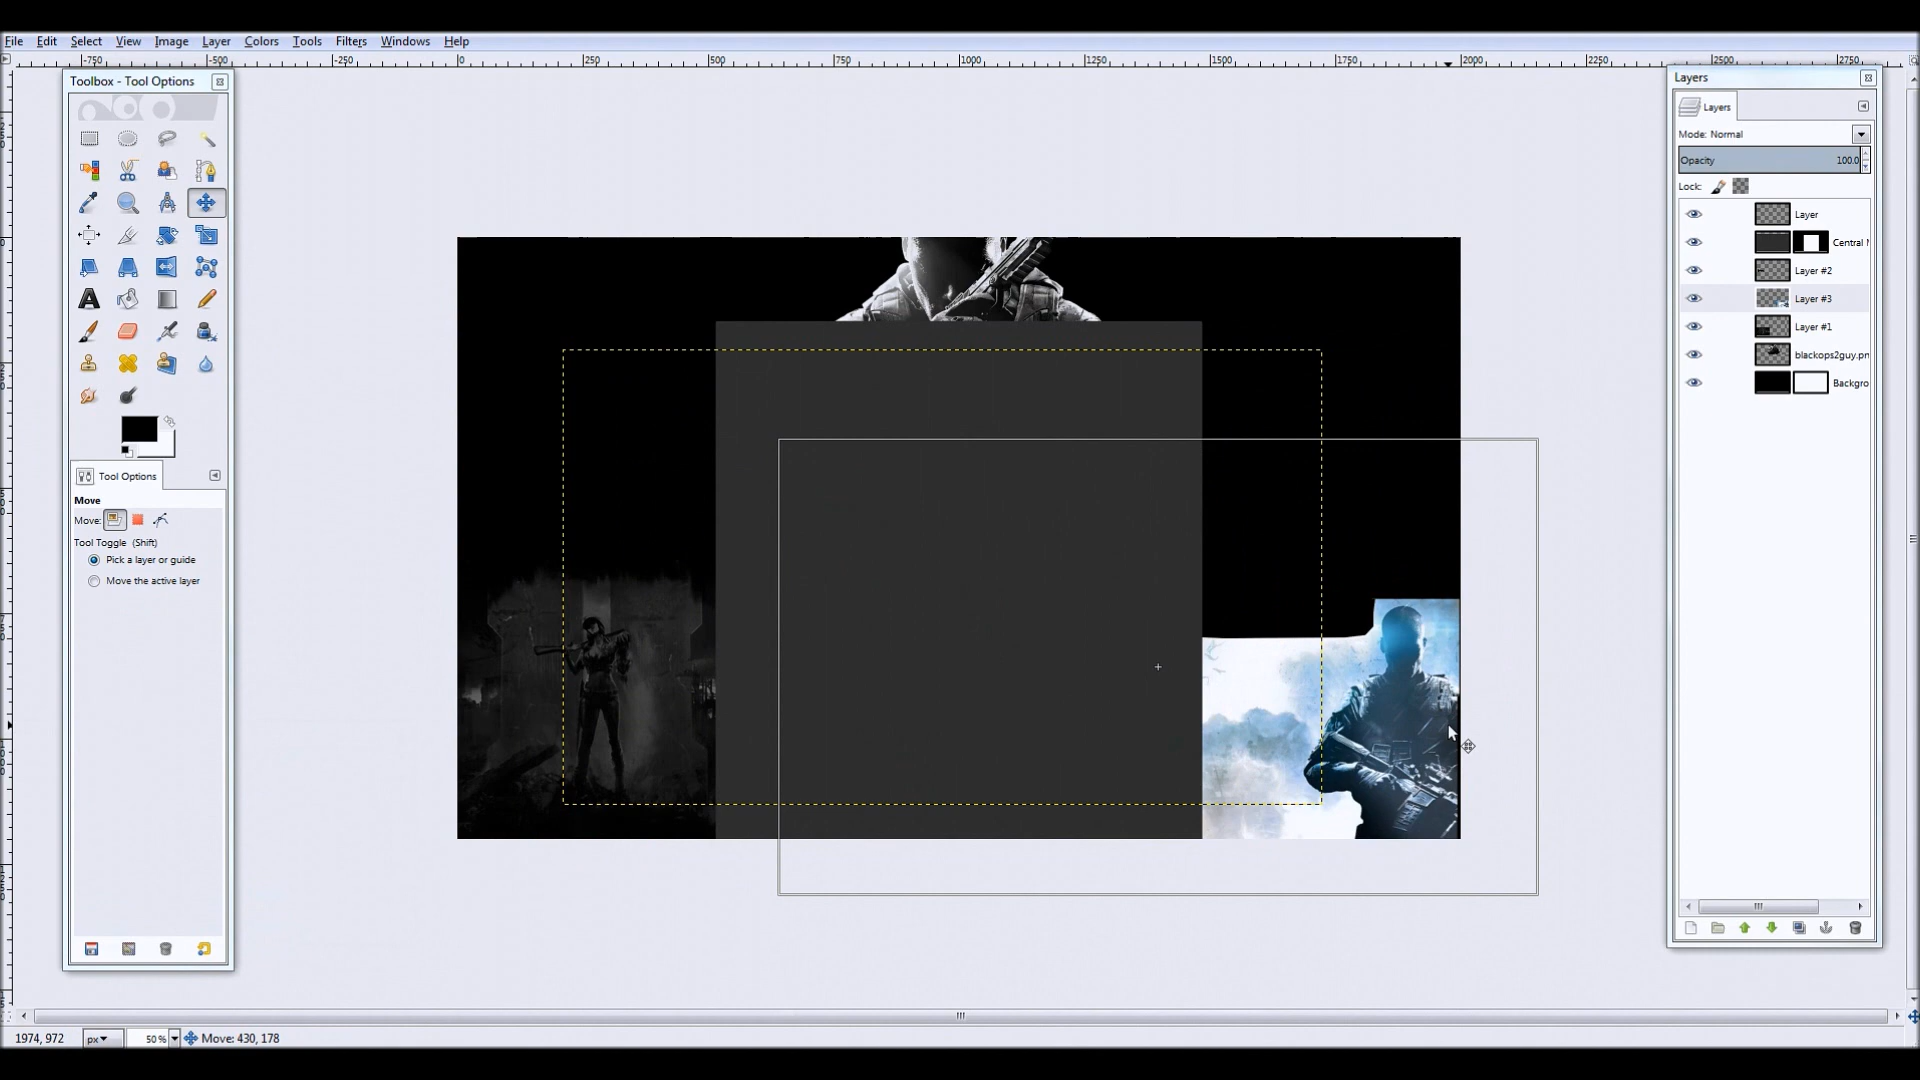 File Edit Select View Image Layer Colors Tools Filters Windows Help
-750 -500 -250 0 250 500 750 1000 1250 1500 1750 2000 2250 2500 2750
Toolbox - Tool Options
Tool Options
Move
Move:
Tool Toggle (Shift)
Pick a layer or guide
Move the active layer
Layers
Layers
Mode: Normal
Opacity 100.0
Lock:
Layer
Central
Layer #2
Layer #3
Layer #1
blackops2guy.pn
Backgro
1974, 972 px 50 % Move: 430, 178